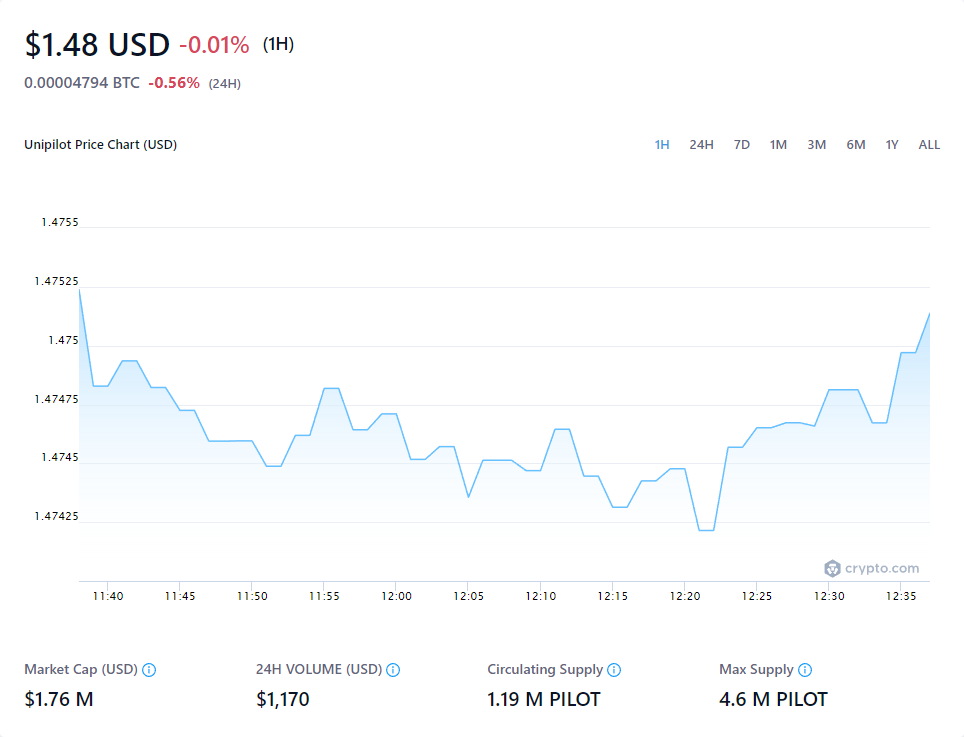 $1.48 USD -0.01% (1H)
0.00004794 BTC -0.56% (24H)
Unipilot Price Chart (USD) 1H 24H 7D 1M 3M 6M 1Y ALL
1.4755
1.47525
1.475
1.47475
1.4745
1.47425
crypto.com
11:40 11:45 11:50 11:55 12:00 12:05 12:10 12:15 12:20 12:25 12:30 12:35
Market Cap (USD) 24H VOLUME (USD) Circulating Supply Max Supply
$1.76 M $1,170 1.19 M PILOT 4.6 M PILOT